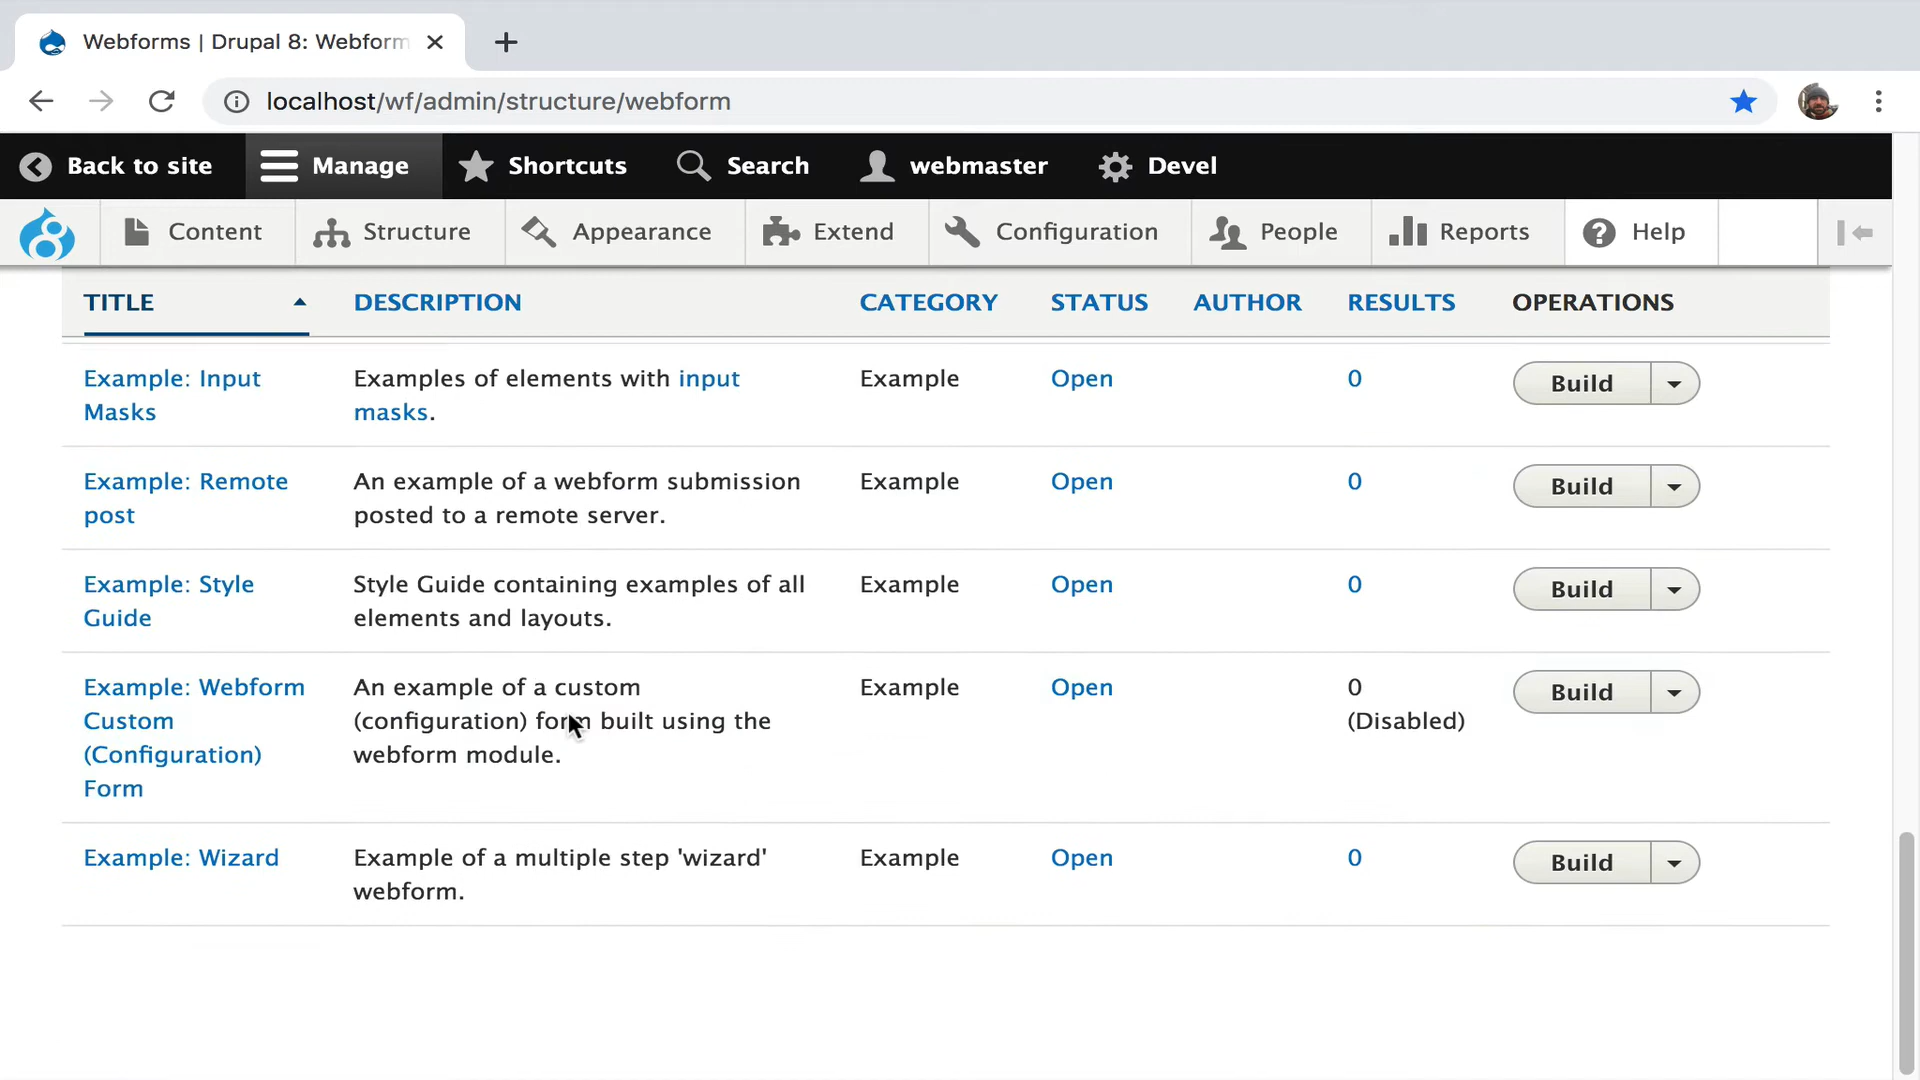 Webforms | Drupal 8: Webform
localhost/wf/admin/structure/webform
Back to site Manage Shortcuts Search webmaster Devel
8 Content Structure Appearance Extend Configuration People Reports Help
TITLE DESCRIPTION CATEGORY STATUS AUTHOR RESULTS OPERATIONS
Example: Input Examples of elements with input Example Open 0 Build
Masks masks.
Example: Remote An example of a webform submission Example Open 0 Build
post posted to a remote server.
Example: Style Style Guide containing examples of all Example Open 0 Build
Guide elements and layouts.
Example: Webform An example of a custom Example Open 0 Build
Custom (configuration) form built using the (Disabled)
(Configuration) webform module.
Form
Example: Wizard Example of a multiple step 'wizard' Example Open 0 Build
webform.